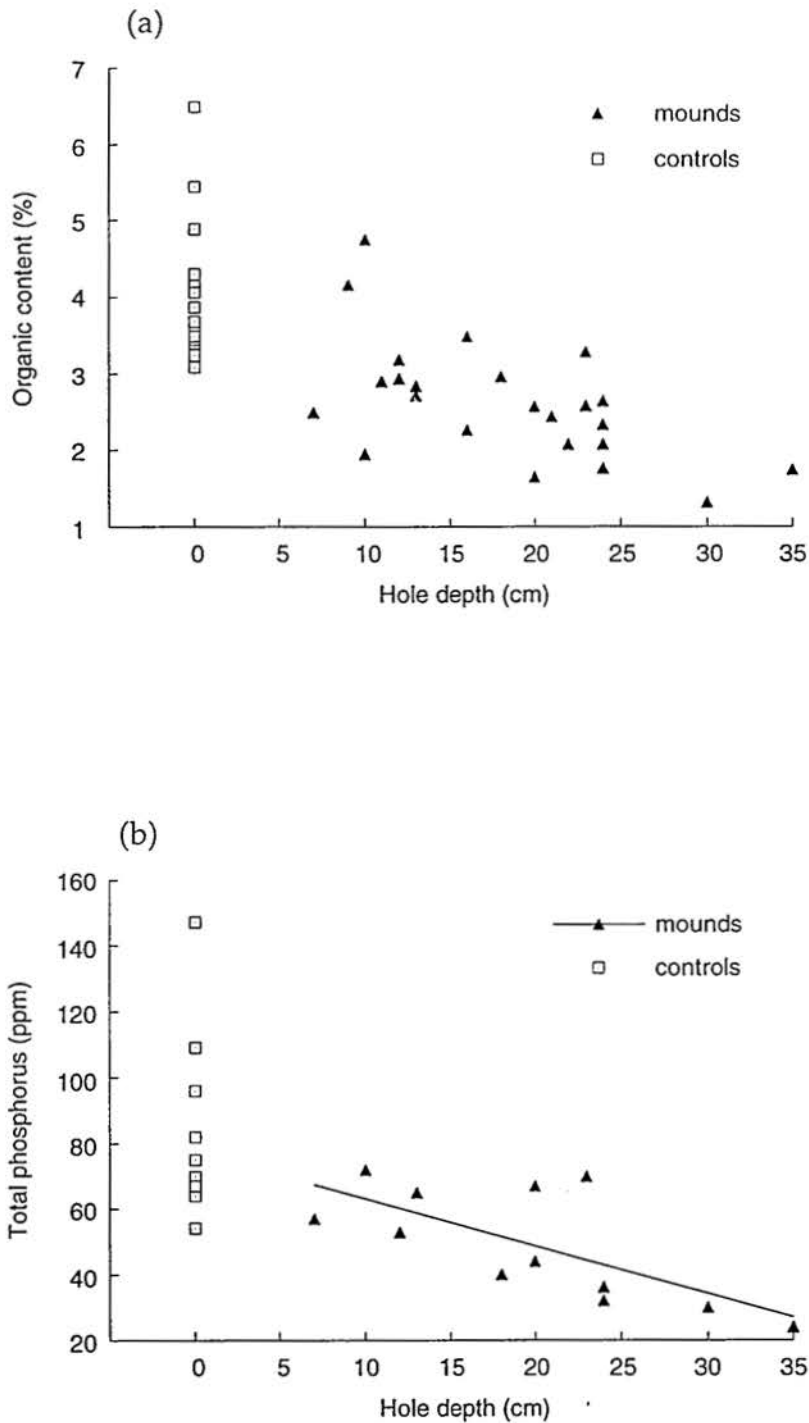 (a)
7
6
5
4
3
2
1
Organic content (%)
mounds
controls
0 5 10 15 20 25 30 35
Hole depth (cm)
(b)
160
140
120
100
80
60
40
20
Total phosphorus (ppm)
mounds
controls
0 5 10 15 20 25 30 35
Hole depth (cm)